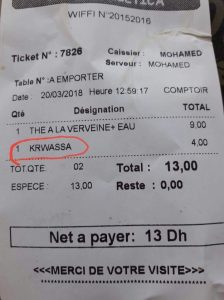 WIFFI N°20152016
Ticket N° : 7826 Caissier : MOHAMED
Serveur : MOHAMED
Table N° : A EMPORTER
Date : 20/03/2018 Heure 12:59:17 COMPTOIR
Qté Désignation
1 THE A LA VERVEINE+ EAU 9,00
1 KRWASSA 4,00
TOT.QTE 02 Total : 13,00
ESPECE : 13,00 Reste : 0,00
Net a payer: 13 Dh
<<<MERCI DE VOTRE VISITE>>>